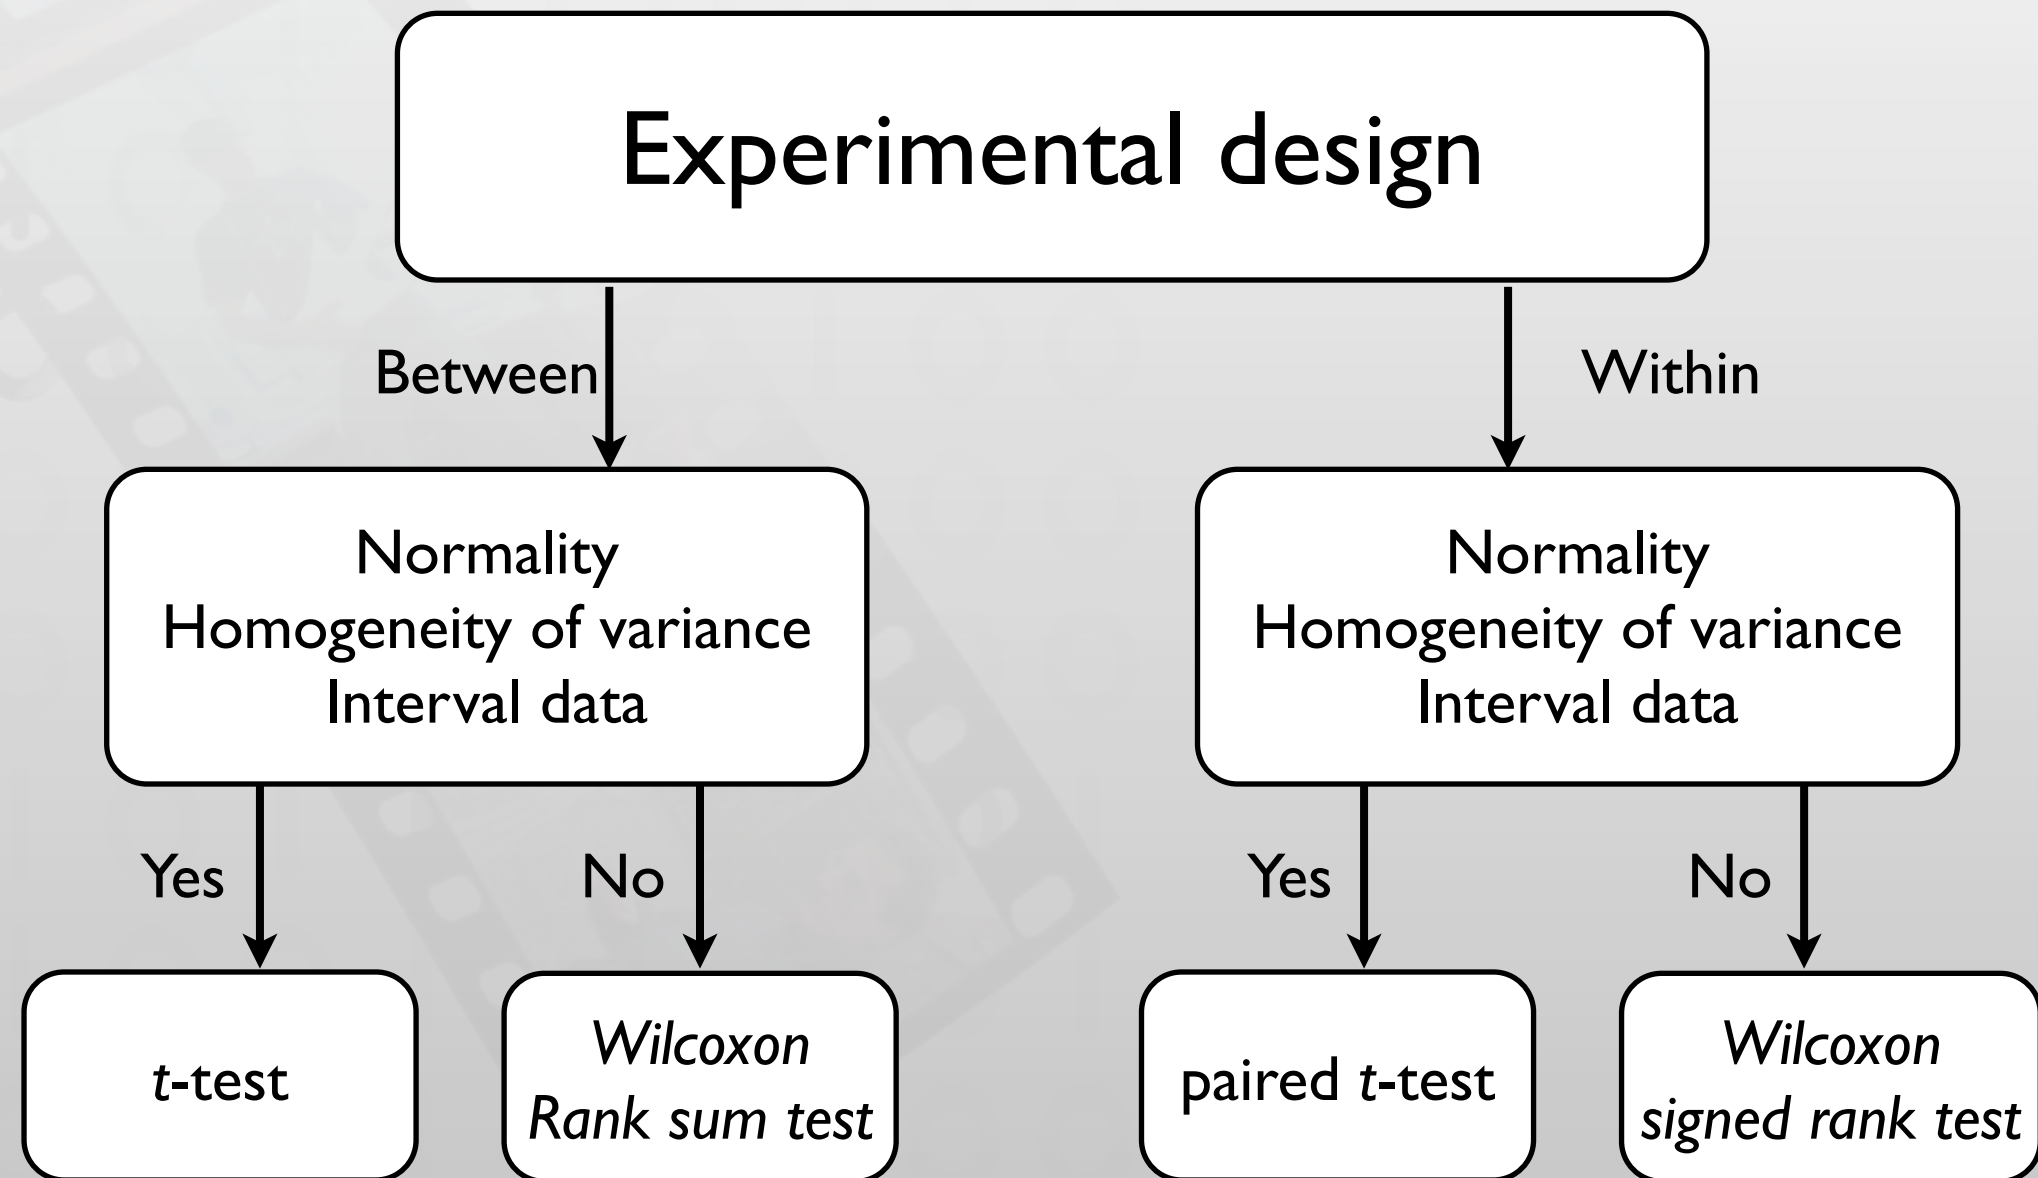 Experimental design
Between
Within
Normality
Homogeneity of variance
Interval data
Normality
Homogeneity of variance
Interval data
Yes
No
Yes
No
t-test
Wilcoxon
Rank sum test
paired t-test
Wilcoxon
signed rank test